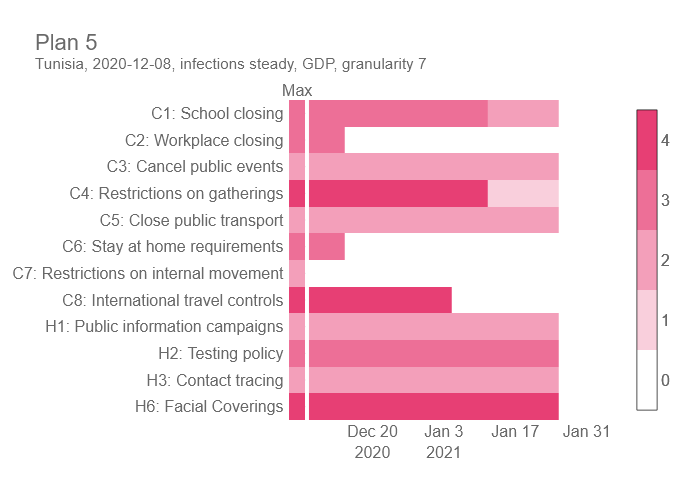 Plan 5
Tunisia, 2020-12-08, infections steady, GDP, granularity 7
Max
C1: School closing
C2: Workplace closing
C3: Cancel public events
C4: Restrictions on gatherings
C5: Close public transport
C6: Stay at home requirements
C7: Restrictions on internal movement
C8: International travel controls
H1: Public information campaigns
H2: Testing policy
H3: Contact tracing
H6: Facial Coverings
Dec 20 Jan 3 Jan 17 Jan 31
2020 2021
4
3
2
1
0